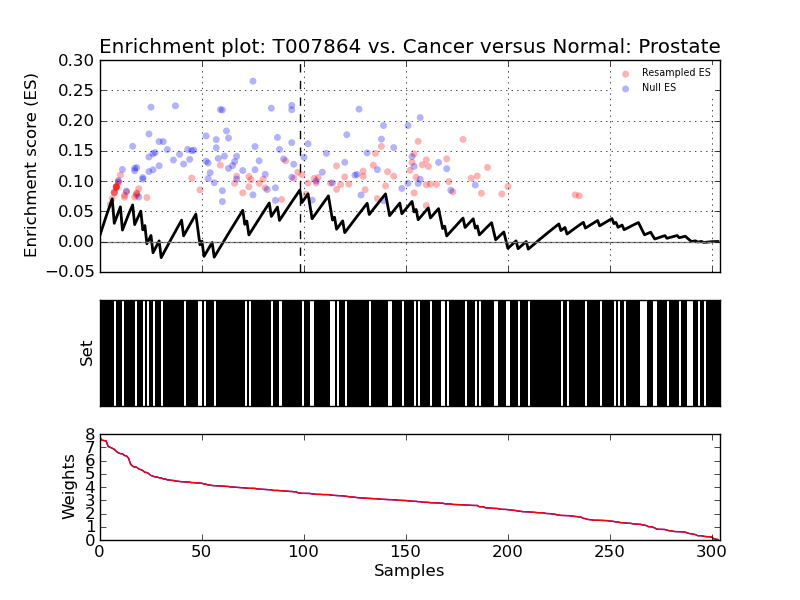 Enrichment plot: T007864 vs. Cancer versus Normal: Prostate
Enrichment score (ES)
0.30
0.25
0.20
0.15
0.10
0.05
0.00
−0.05
Resampled ES
Null ES
Set
Weights
8
7
6
5
4
3
2
1
0
0 50 100 150 200 250 300
Samples